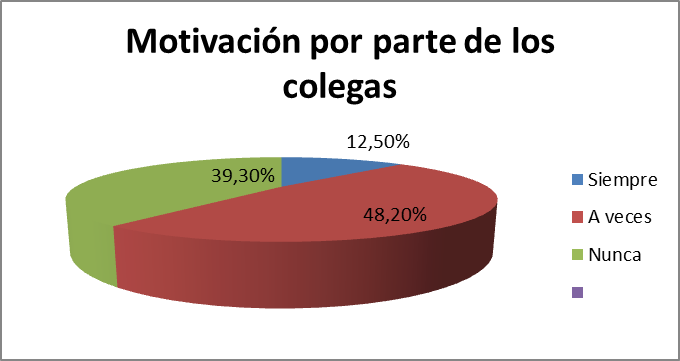 Motivación por parte de los
colegas
12,50%
39,30%
48,20%
Siempre
A veces
Nunca